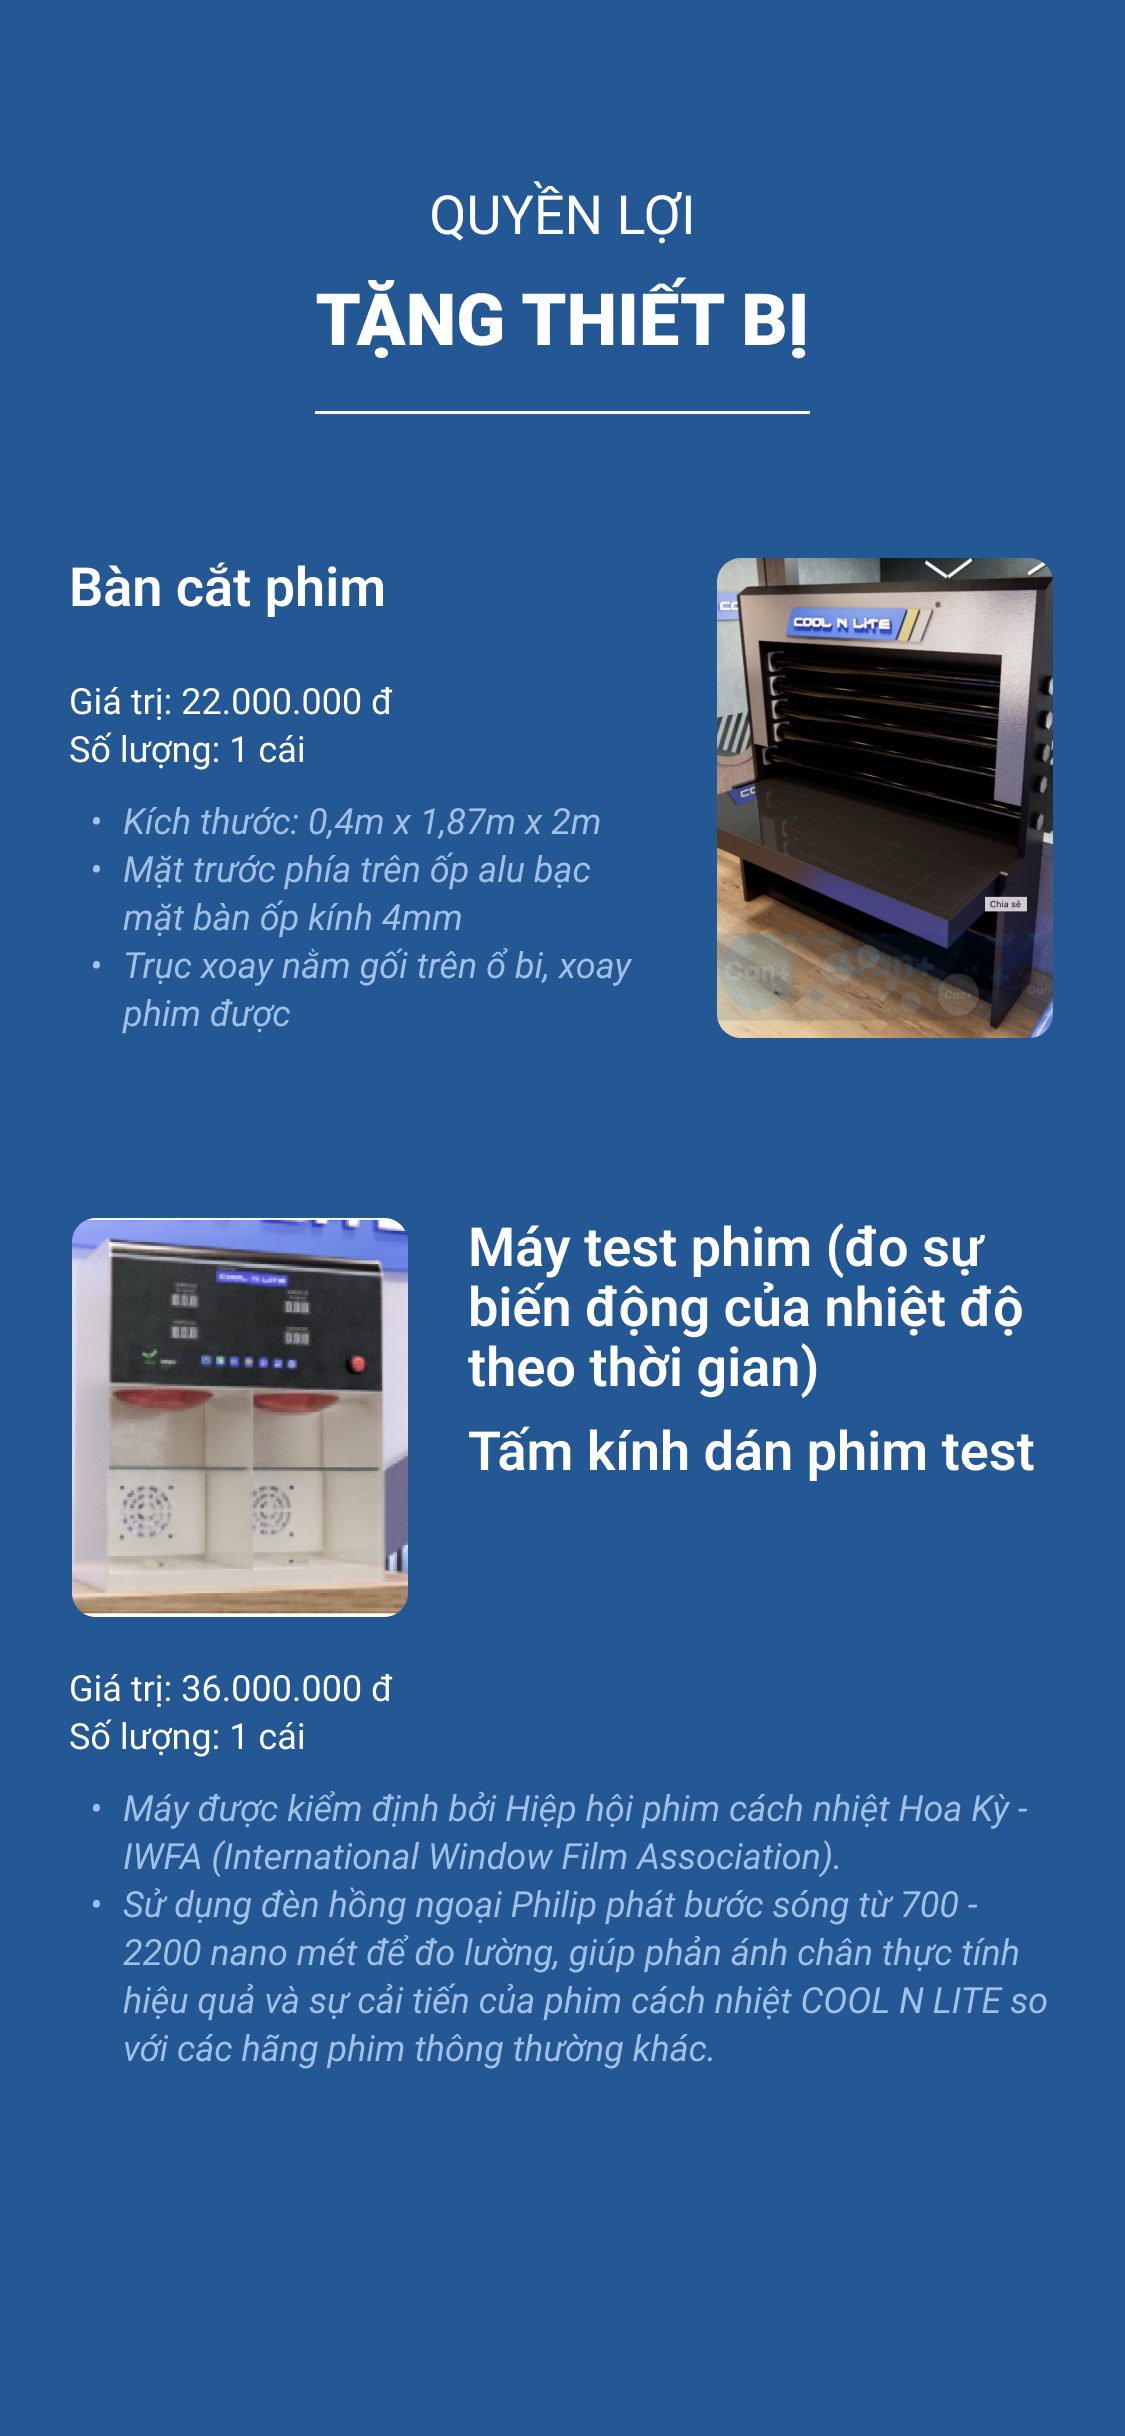 QUYỀN LỢI
TẶNG THIẾT BỊ
Bàn cắt phim
Giá trị: 22.000.000 đ
Số lượng: 1 cái
• Kích thước: 0,4m x 1,87m x 2m
• Mặt trước phía trên ốp alu bạc
mặt bàn ốp kính 4mm
• Trục xoay nằm gối trên ổ bi, xoay
phim được
COOL N LITE
Chia sẻ
Can+
Can+
Can+
COOL N LITE
Máy test phim (đo sự
biến động của nhiệt độ
theo thời gian)
Tấm kính dán phim test
Giá trị: 36.000.000 đ
Số lượng: 1 cái
• Máy được kiểm định bởi Hiệp hội phim cách nhiệt Hoa Kỳ -
IWFA (International Window Film Association).
• Sử dụng đèn hồng ngoại Philip phát bước sóng từ 700 -
2200 nano mét để đo lường, giúp phản ánh chân thực tính
hiệu quả và sự cải tiến của phim cách nhiệt COOL N LITE so
với các hãng phim thông thường khác.